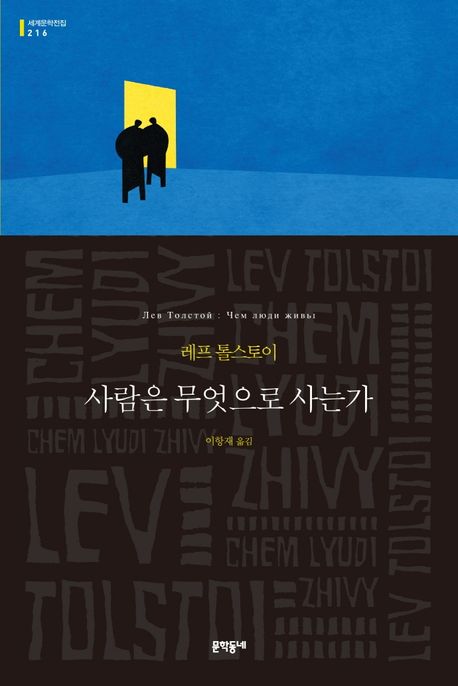 세계문학전집
216
LEV TOLSTOI
CHEM
LYUDI
ZHIVY
Лев Толстой : Чем люди живы
CHEM
레프 톨스토이
사람은 무엇으로 사는가
LYUDI
이항재 옮김
CHEM LYUDI ZHIVY
ZHIVY
LEV
LEV TOLSTOI
CHEM LYUDI
TOLSTOI
ZHIVY
문학동네